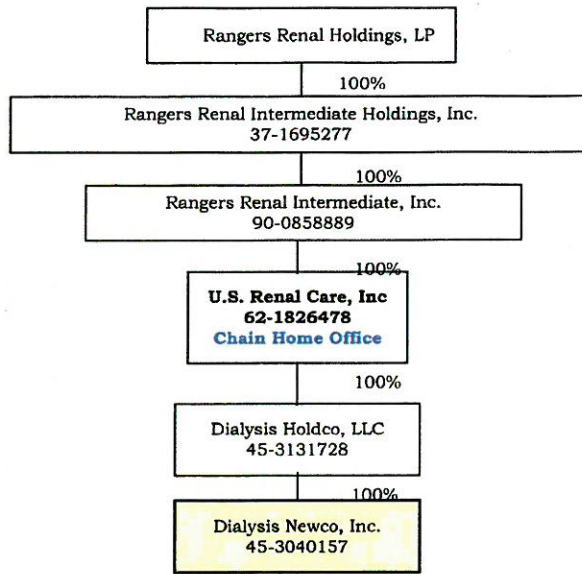 Rangers Renal Holdings, LP
100%
Rangers Renal Intermediate Holdings, Inc.
37-1695277
100%
Rangers Renal Intermediate, Inc.
90-0858889
100%
U.S. Renal Care, Inc
62-1826478
Chain Home Office
100%
Dialysis Holdco, LLC
45-3131728
100%
Dialysis Newco, Inc.
45-3040157